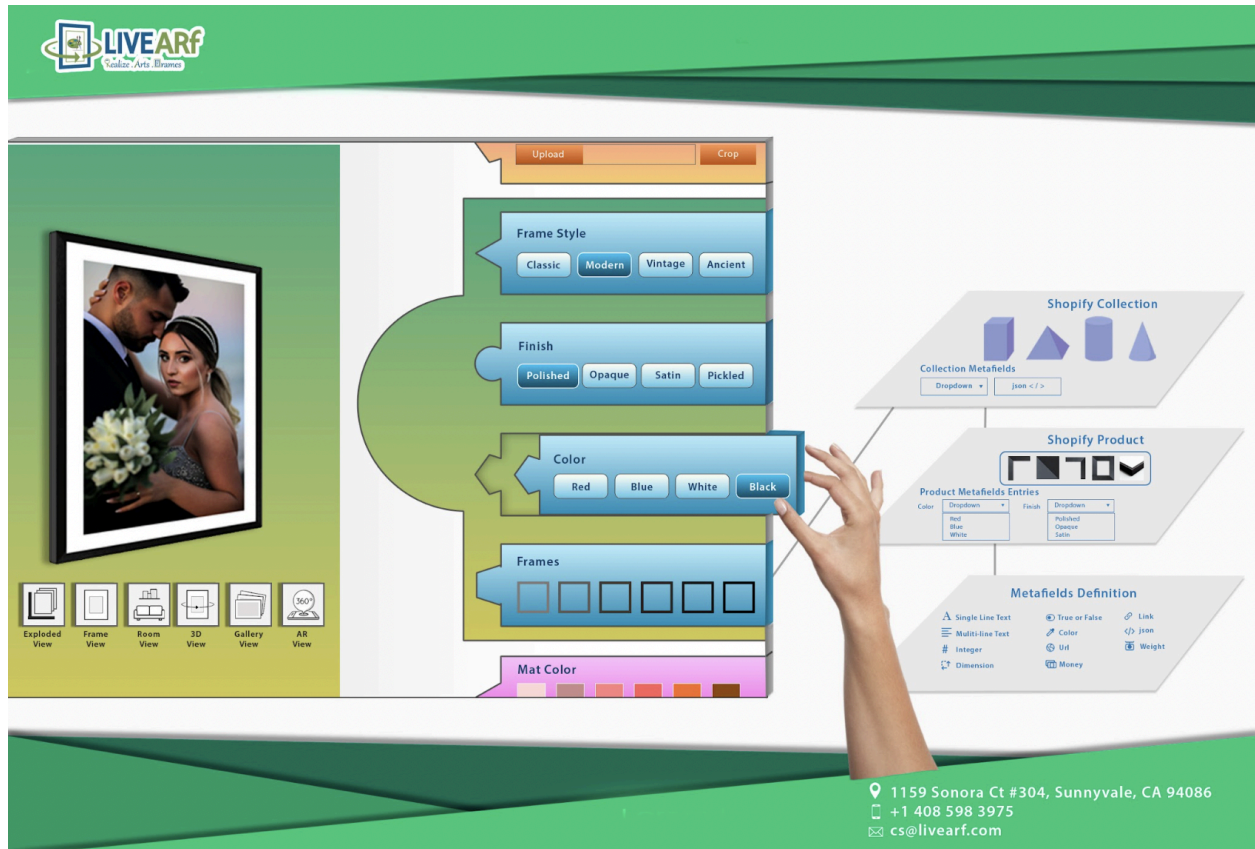 LIVEARf
Realize .Arts .Frames
Upload
Crop
Frame Style
Classic Modern Vintage Ancient
Finish
Polished Opaque Satin Pickled
Color
Red Blue White Black
Frames
Mat Color
Exploded View
Frame View
Room View
3D View
Gallery View
360°
AR View
Shopify Collection
Collection Metafields
Dropdown json </>
Shopify Product
Product Metafields Entries
Color Dropdown Finish Dropdown
Red
Blue
White
Polished
Opaque
Satin
Metafields Definition
A Single Line Text
Muliti-line Text
# Integer
Dimension
True or False
Color
Url
Money
Link
</> json
Weight
1159 Sonora Ct #304, Sunnyvale, CA 94086
+1 408 598 3975
cs@livearf.com